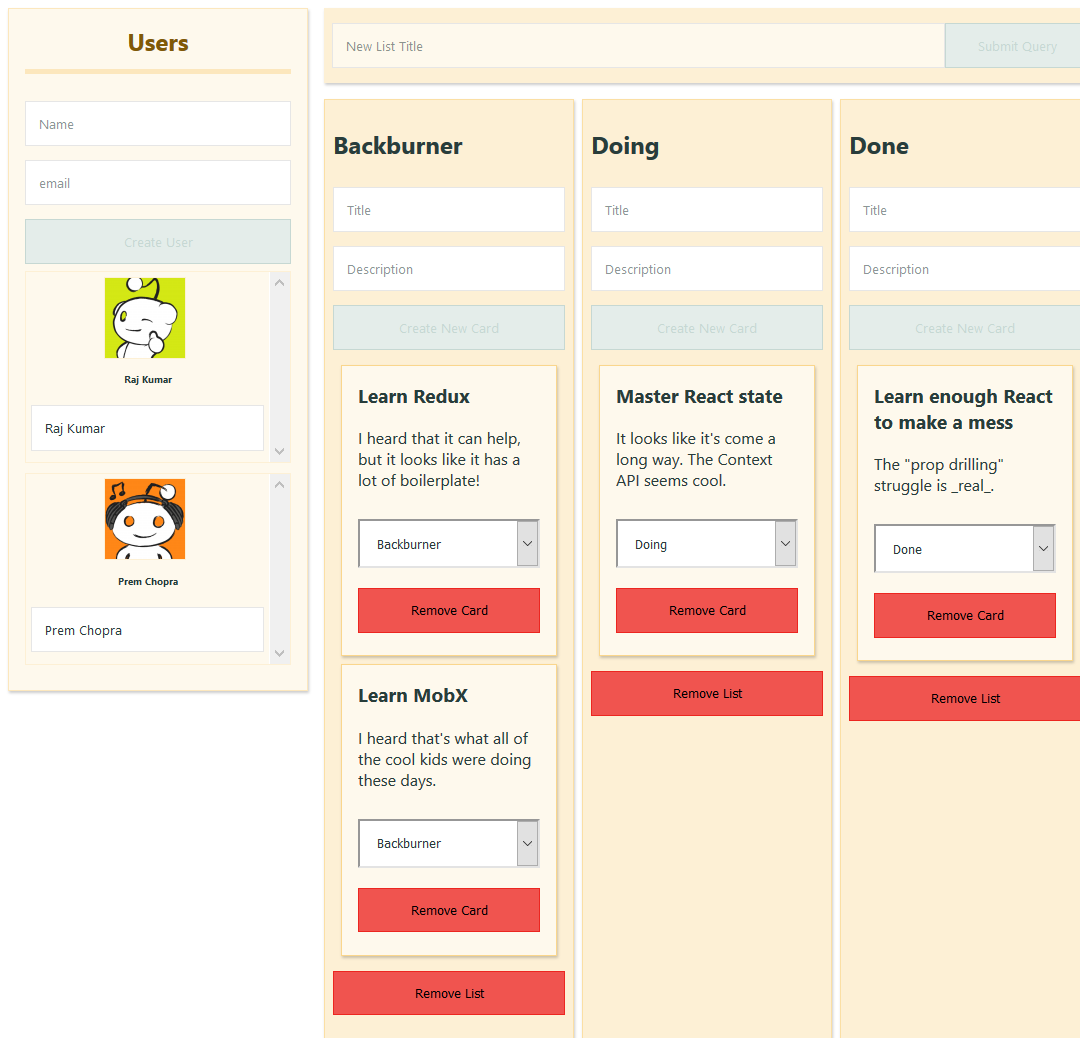 Users
Name
email
Create User
Raj Kumar
Raj Kumar
Prem Chopra
Prem Chopra
New List Title
Submit Query
Backburner
Title
Description
Create New Card
Learn Redux
I heard that it can help,
but it looks like it has a
lot of boilerplate!
Backburner
Remove Card
Learn MobX
I heard that's what all of
the cool kids were doing
these days.
Backburner
Remove Card
Remove List
Doing
Title
Description
Create New Card
Master React state
It looks like it's come a
long way. The Context
API seems cool.
Doing
Remove Card
Remove List
Done
Title
Description
Create New Card
Learn enough React
to make a mess
The "prop drilling"
struggle is _real_.
Done
Remove Card
Remove List